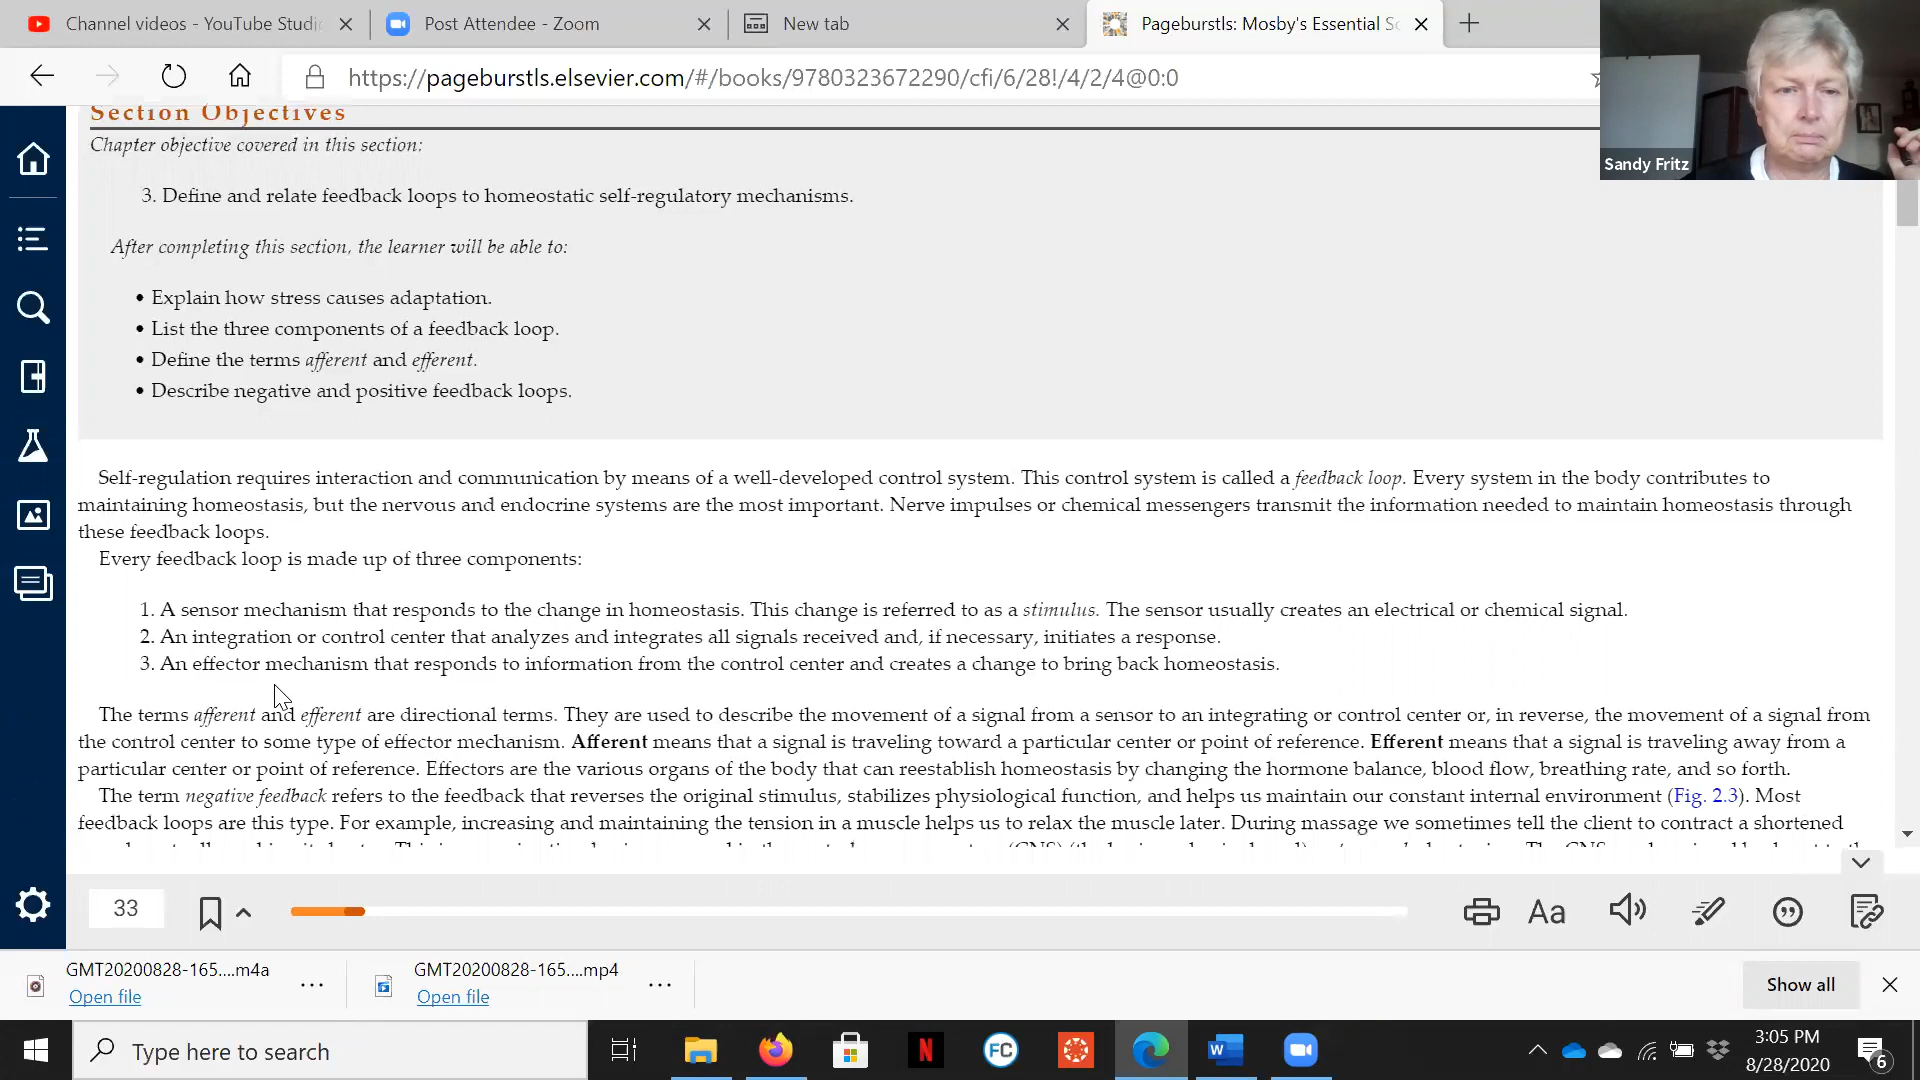 Channel videos - YouTube Studi
Post Attendee - Zoom
New tab
Pageburstls: Mosby's Essential Sc
https://pageburstls.elsevier.com/#/books/9780323672290/cfi/6/28!/4/2/4@0:0
Sandy Fritz
Section Objectives
Chapter objective covered in this section:
3. Define and relate feedback loops to homeostatic self-regulatory mechanisms.
After completing this section, the learner will be able to:
• Explain how stress causes adaptation.
• List the three components of a feedback loop.
• Define the terms afferent and efferent.
• Describe negative and positive feedback loops.
Self-regulation requires interaction and communication by means of a well-developed control system. This control system is called a feedback loop. Every system in the body contributes to
maintaining homeostasis, but the nervous and endocrine systems are the most important. Nerve impulses or chemical messengers transmit the information needed to maintain homeostasis through
these feedback loops.
Every feedback loop is made up of three components:
1. A sensor mechanism that responds to the change in homeostasis. This change is referred to as a stimulus. The sensor usually creates an electrical or chemical signal.
2. An integration or control center that analyzes and integrates all signals received and, if necessary, initiates a response.
3. An effector mechanism that responds to information from the control center and creates a change to bring back homeostasis.
The terms afferent and efferent are directional terms. They are used to describe the movement of a signal from a sensor to an integrating or control center or, in reverse, the movement of a signal from
the control center to some type of effector mechanism. Afferent means that a signal is traveling toward a particular center or point of reference. Efferent means that a signal is traveling away from a
particular center or point of reference. Effectors are the various organs of the body that can reestablish homeostasis by changing the hormone balance, blood flow, breathing rate, and so forth.
The term negative feedback refers to the feedback that reverses the original stimulus, stabilizes physiological function, and helps us maintain our constant internal environment (Fig. 2.3). Most
feedback loops are this type. For example, increasing and maintaining the tension in a muscle helps us to relax the muscle later. During massage we sometimes tell the client to contract a shortened
33
Aa
GMT20200828-165....m4a
Open file
GMT20200828-165....mp4
Open file
Show all
Type here to search
N
FC
W
3:05 PM
8/28/2020
6